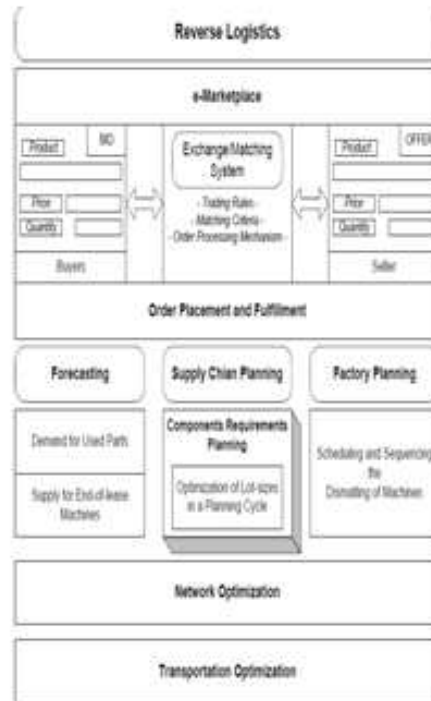 Reverse Logistics
e-Marketplace
Product
BID
Price
Quantity
Buyers
Exchange/Matching
System
- Trading Rules -
- Matching Criteria -
- Order Processing Mechanism -
Product
OFFER
Price
Quantity
Seller
Order Placement and Fulfillment
Forecasting
Supply Chian Planning
Factory Planning
Demand for Used Parts
Supply for End-of-lease
Machines
Components Requirements
Planning
Optimization of Lot-sizes
in a Planning Cycle
Scheduling and Sequencing
the
Dismatting of Machines
Network Optimization
Transportation Optimization